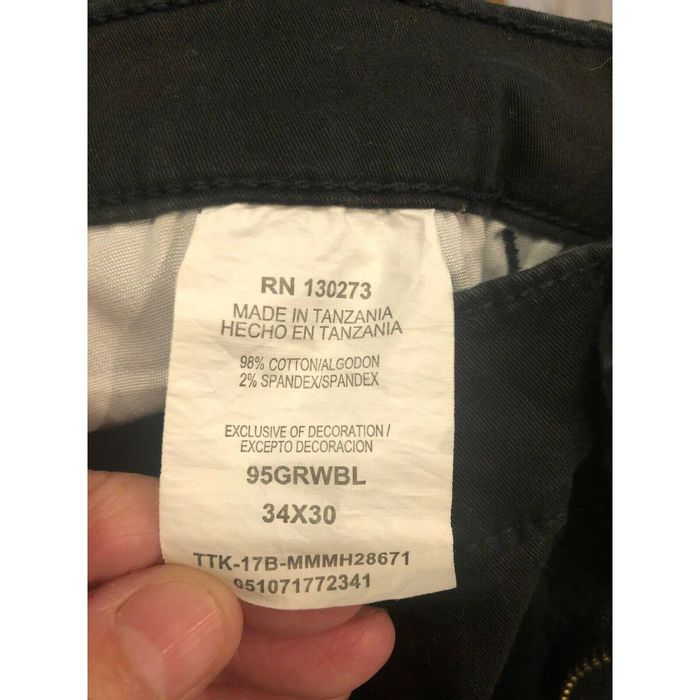 RN 130273
MADE IN TANZANIA
HECHO EN TANZANIA
98% COTTON/ALGODON
2% SPANDEX/SPANDEX
EXCLUSIVE OF DECORATION /
EXCEPTO DECORACION
95GRWBL
34X30
TTK-17B-MMMH28671
951071772341